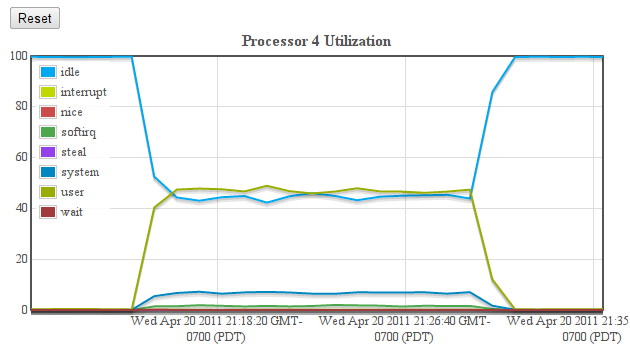 Reset
Processor 4 Utilization
100
80
60
40
20
0
idle
interrupt
nice
softirq
steal
system
user
wait
Wed Apr 20 2011 21:18:20 GMT-
0700 (PDT)
Wed Apr 20 2011 21:26:40 GMT-
0700 (PDT)
Wed Apr 20 2011 21:35
0700 (PDT)